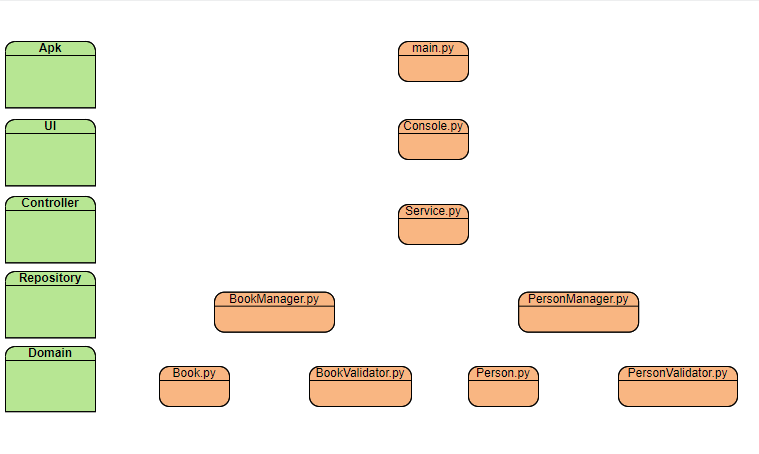 Apk
main.py
UI
Console.py
Controller
Service.py
Repository
BookManager.py
PersonManager.py
Domain
Book.py
BookValidator.py
Person.py
PersonValidator.py